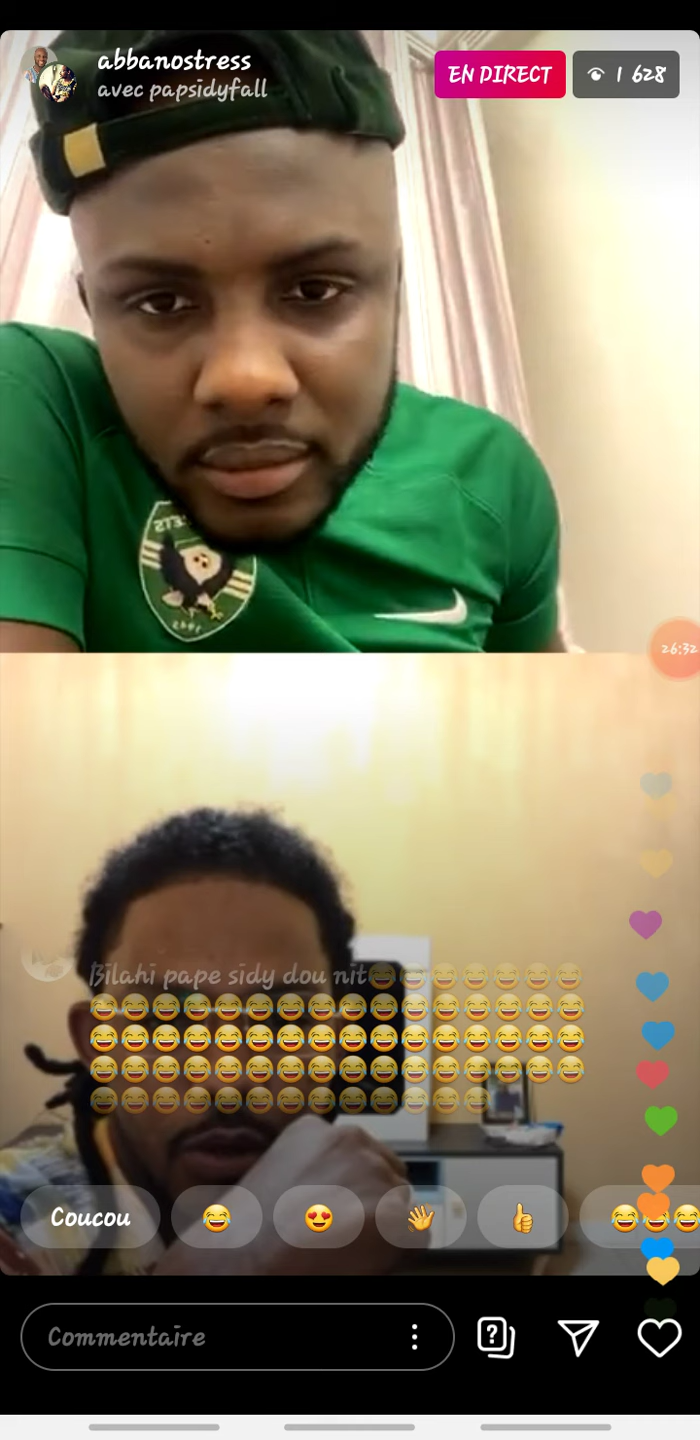 abbanostress
avec papsidyfall
EN DIRECT
1 628
26:32
Bilahi pape sidy dou nit😂😂😂😂😂😂😂
😂😂😂😂😂😂😂😂😂😂😂😂😂😂😂😂
😂😂😂😂😂😂😂😂😂😂😂😂😂😂😂😂
😂😂😂😂😂😂😂😂😂😂😂😂😂😂😂😂
😂😂😂😂😂😂😂😂😂😂😂😂😂
Coucou 😂 😍 👋 👍 😂😂😂
Commentaire